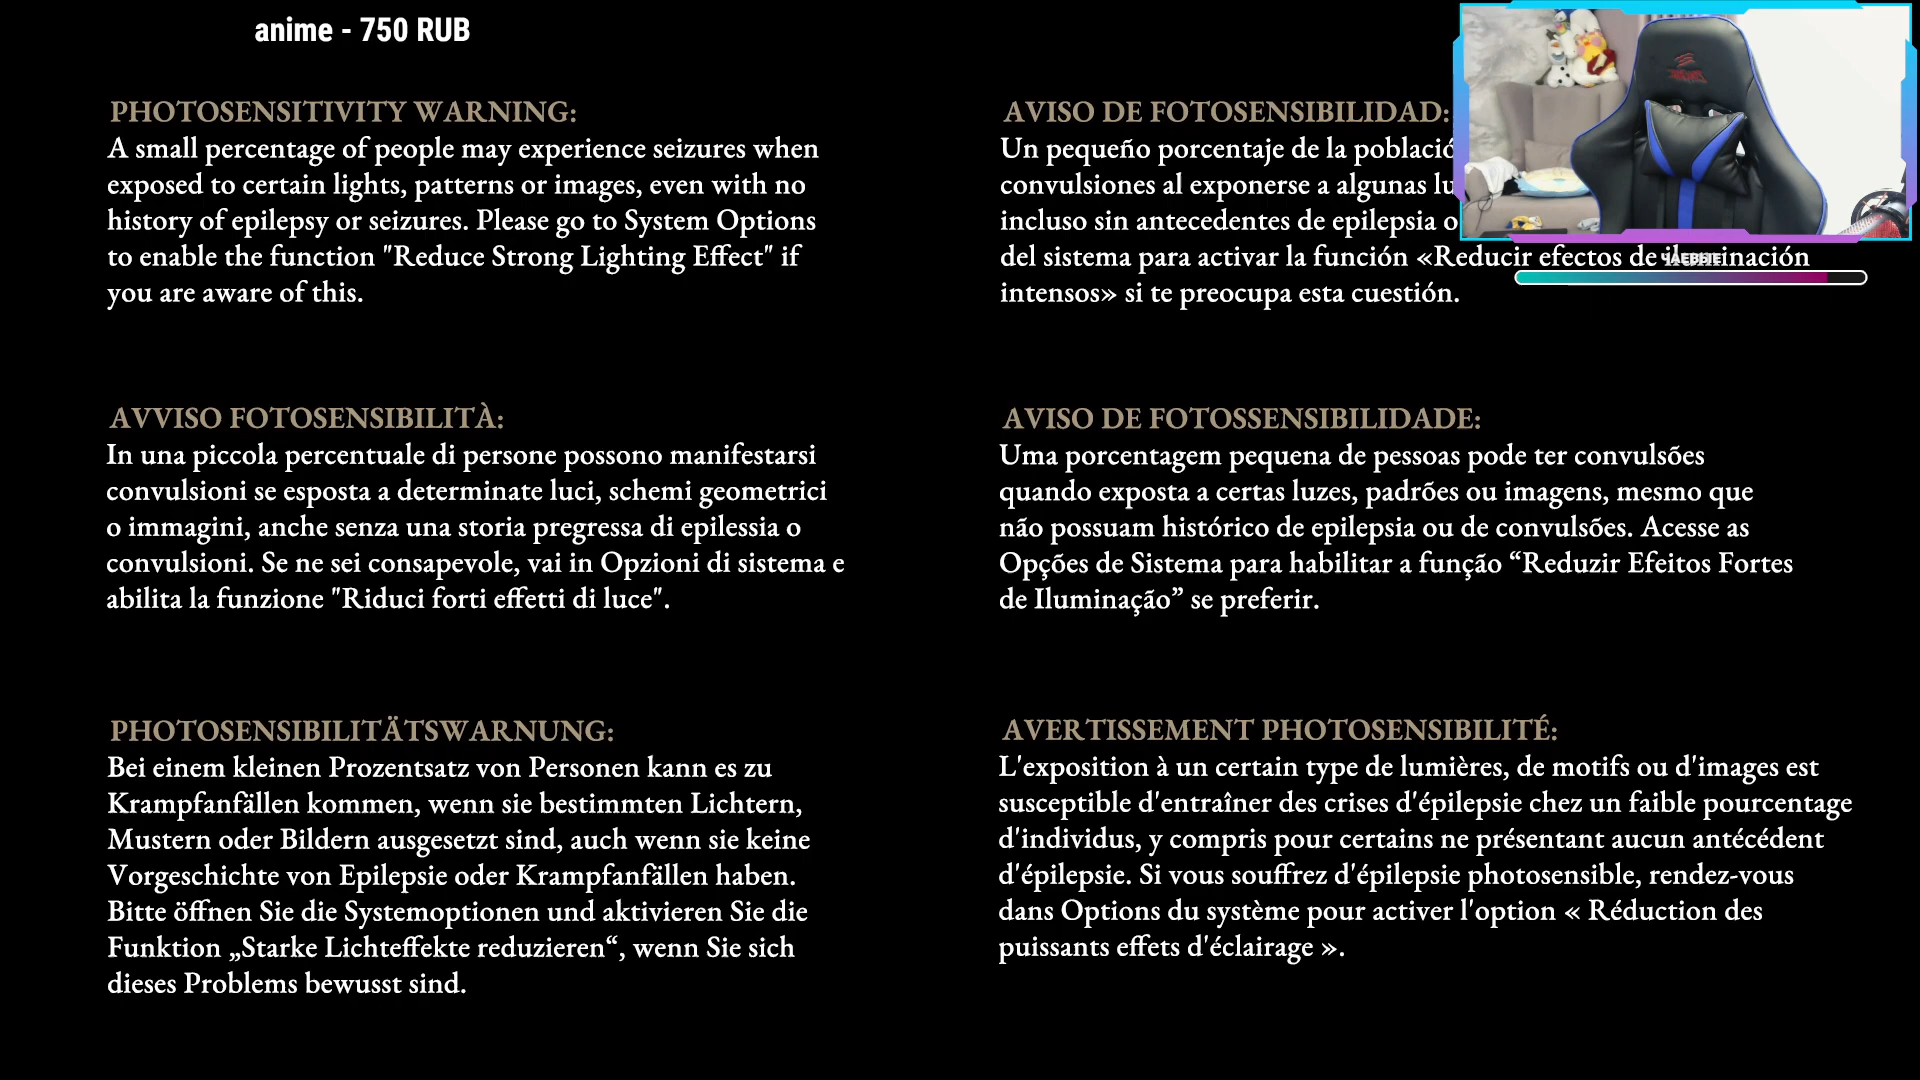 anime - 750 RUB
PHOTOSENSITIVITY WARNING:
A small percentage of people may experience seizures when
exposed to certain lights, patterns or images, even with no
history of epilepsy or seizures. Please go to System Options
to enable the function "Reduce Strong Lighting Effect" if
you are aware of this.
AVISO DE FOTOSENSIBILIDAD:
Un pequeño porcentaje de la població
convulsiones al exponerse a algunas lu
incluso sin antecedentes de epilepsia o
del sistema para activar la función «Reducir efectos de iluminación
intensos» si te preocupa esta cuestión.
AVVISO FOTOSENSIBILITÀ:
In una piccola percentuale di persone possono manifestarsi
convulsioni se esposta a determinate luci, schemi geometrici
o immagini, anche senza una storia pregressa di epilessia o
convulsioni. Se ne sei consapevole, vai in Opzioni di sistema e
abilita la funzione "Riduci forti effetti di luce".
AVISO DE FOTOSSENSIBILIDADE:
Uma porcentagem pequena de pessoas pode ter convulsões
quando exposta a certas luzes, padrões ou imagens, mesmo que
não possuam histórico de epilepsia ou de convulsões. Acesse as
Opções de Sistema para habilitar a função “Reduzir Efeitos Fortes
de Iluminação” se preferir.
PHOTOSENSIBILITÄTSWARNUNG:
Bei einem kleinen Prozentsatz von Personen kann es zu
Krampfanfällen kommen, wenn sie bestimmten Lichtern,
Mustern oder Bildern ausgesetzt sind, auch wenn sie keine
Vorgeschichte von Epilepsie oder Krampfanfällen haben.
Bitte öffnen Sie die Systemoptionen und aktivieren Sie die
Funktion „Starke Lichteffekte reduzieren“, wenn Sie sich
dieses Problems bewusst sind.
AVERTISSEMENT PHOTOSENSIBILITÉ:
L'exposition à un certain type de lumières, de motifs ou d'images est
susceptible d'entraîner des crises d'épilepsie chez un faible pourcentage
d'individus, y compris pour certains ne présentant aucun antécédent
d'épilepsie. Si vous souffrez d'épilepsie photosensible, rendez-vous
dans Options du système pour activer l'option « Réduction des
puissants effets d'éclairage ».